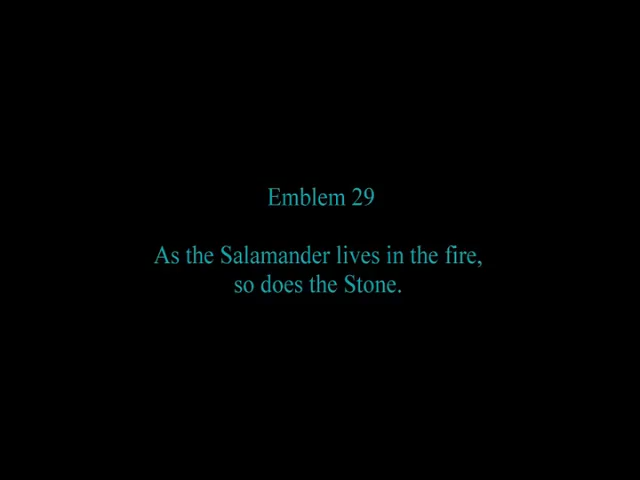 Emblem 29
As the Salamander lives in the fire,
so does the Stone.